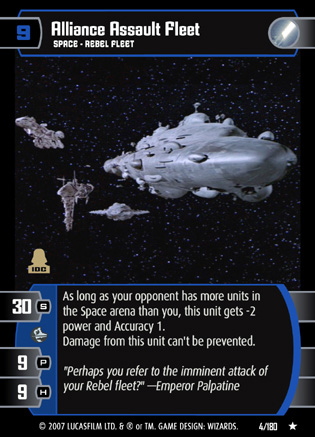 9
Alliance Assault Fleet
SPACE - REBEL FLEET
IDC
30 S
As long as your opponent has more units in
the Space arena than you, this unit gets -2
power and Accuracy 1.
Damage from this unit can't be prevented.
9 P
"Perhaps you refer to the imminent attack of
your Rebel fleet?" —Emperor Palpatine
9 H
© 2007 LUCASFILM LTD. & ® or TM. GAME DESIGN: WIZARDS.
4/180